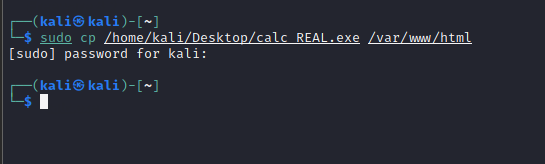 ┌──(kali㉿kali)-[~]
└─$ sudo cp /home/kali/Desktop/calc_REAL.exe /var/www/html
[sudo] password for kali:
┌──(kali㉿kali)-[~]
└─$